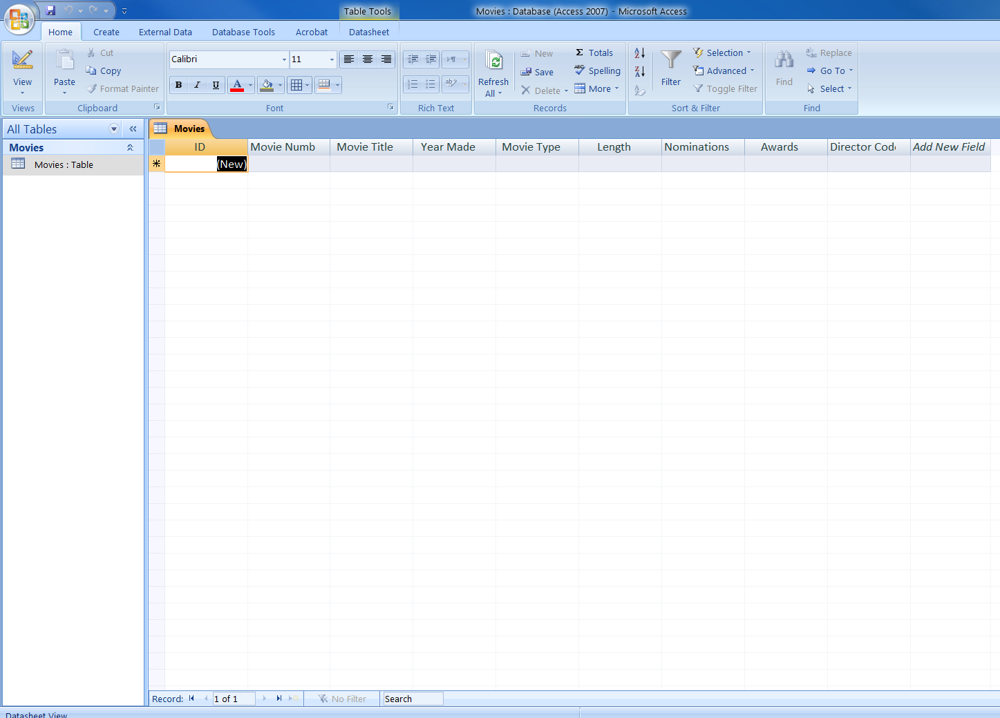 Table Tools
Movies : Database (Access 2007) - Microsoft Access
Home Create External Data Database Tools Acrobat Datasheet
View
Views
Paste
Cut
Copy
Format Painter
Clipboard
Calibri 11
B I U A
Font
ab
Rich Text
Refresh
All
New
Save
Delete
Σ Totals
ABC Spelling
More
Records
A Z
Z A
Filter
Selection
Advanced
Toggle Filter
Sort & Filter
Find
Replace
Go To
Select
Find
All Tables
Movies
Movies : Table
Movies
ID Movie Numb Movie Title Year Made Movie Type Length Nominations Awards Director Cod Add New Field
(New)
Record: 1 of 1 No Filter Search
Datasheet View